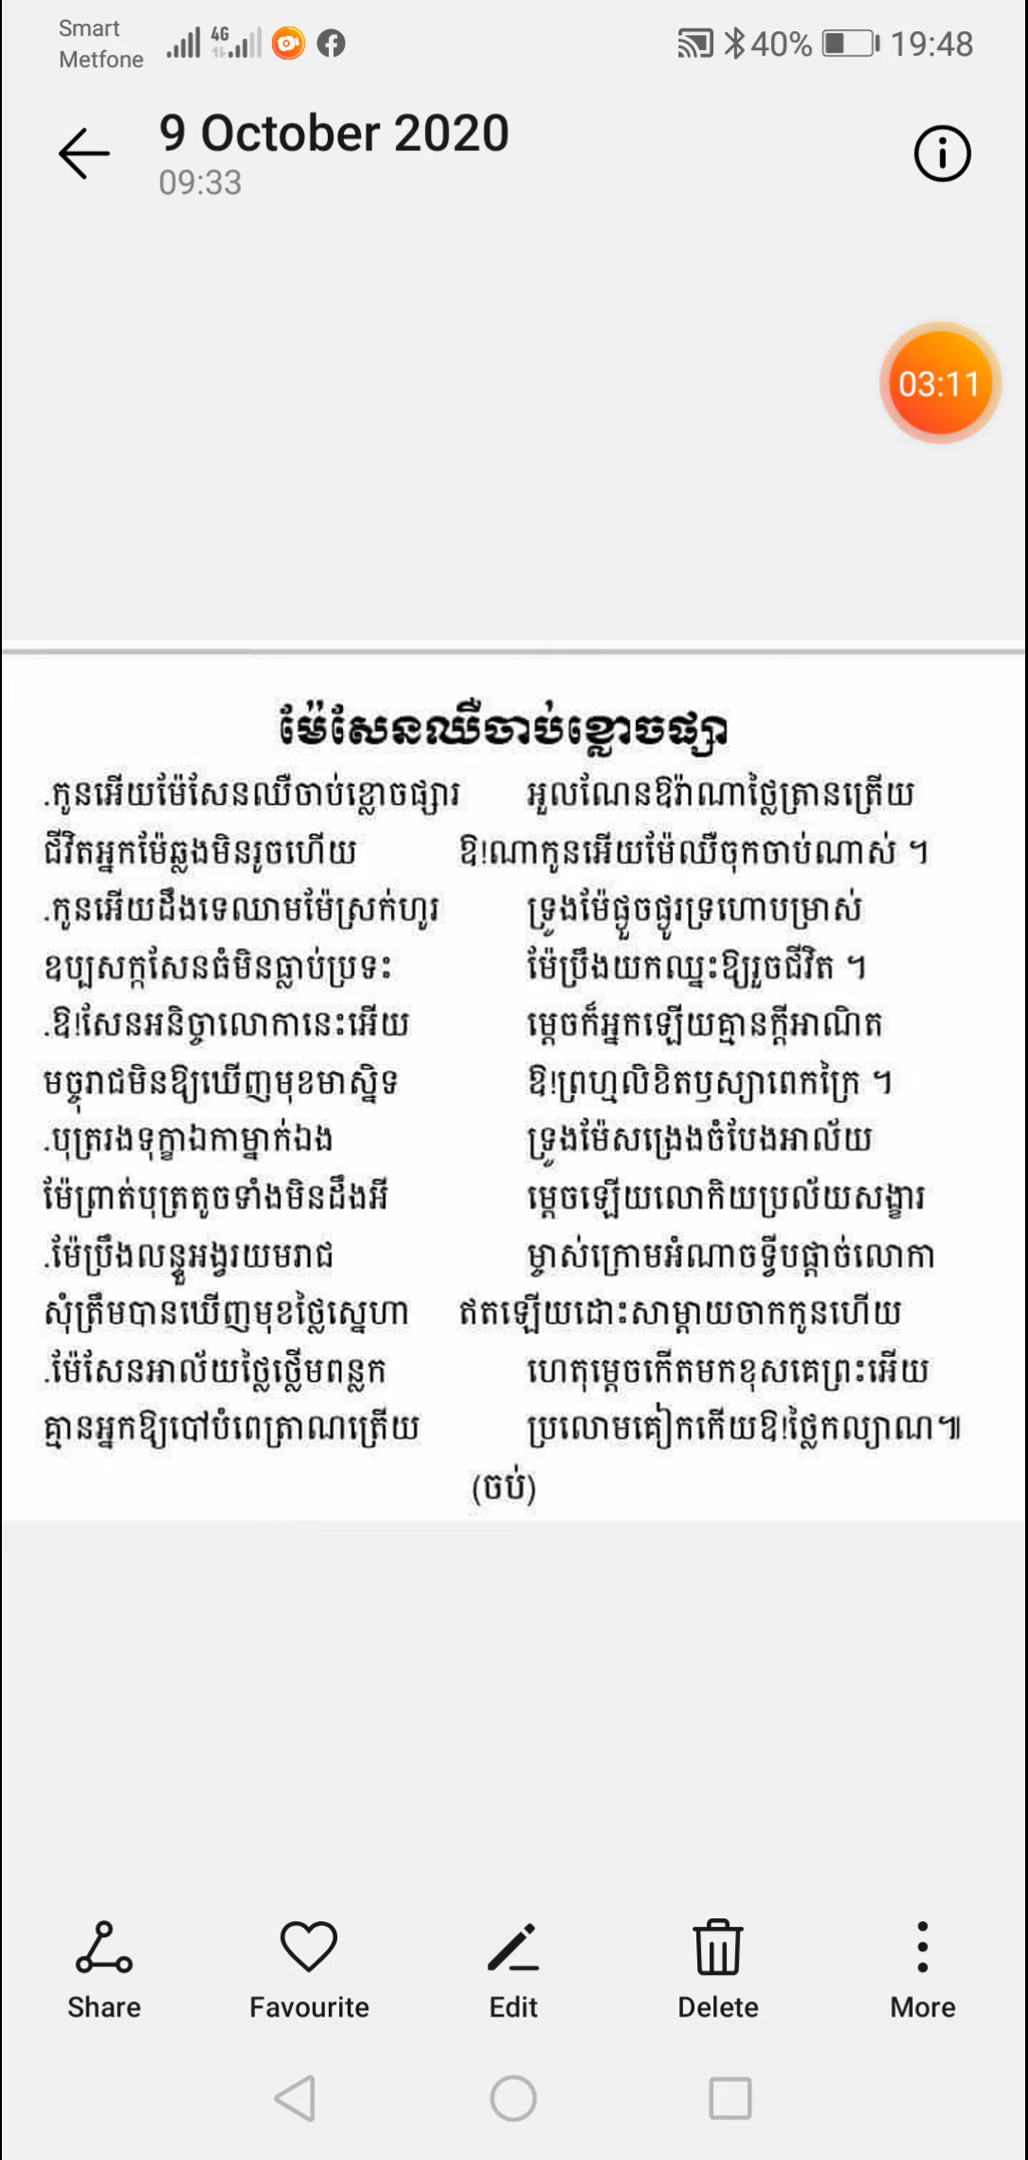 Smart
Metfone
4G
40%
19:48
9 October 2020
09:33
03:11
ម៉ែសែនឈឺចាប់ខ្លោចផ្សា
.កូនអើយម៉ែសែនឈឺចាប់ខ្លោចផ្សារ អួលណែនឱរ៉ាណាថ្លៃត្រានត្រើយ
ជីវិតអ្នកម៉ែឆ្លងមិនរួចហើយ ឱ!ណាកូនអើយម៉ែឈឺចុកចាប់ណាស់ ។
.កូនអើយដឹងទេឈាមម៉ែស្រក់ហូរ ទ្រូងម៉ែផ្ងួចផ្ងូរទ្រហោបម្រាស់
ឧប្បសក្គសែនធំមិនធ្លាប់ប្រទះ ម៉ែប្រឹងយកឈ្នះឱ្យរួចជីវិត ។
.ឱ!សែនអនិច្ចាលោកានេះអើយ ម្ដេចក៏អ្នកឡើយគ្មានក្ដីអាណិត
មច្ចុរាជមិនឱ្យឃើញមុខមាស្និទ ឱ!ព្រហ្មលិខិតឫស្យាពេកក្រៃ ។
.បុត្ររងទុក្ខាឯកាម្នាក់ឯង ទ្រូងម៉ែសង្រេងចំបែងអាល័យ
ម៉ែព្រាត់បុត្រតូចទាំងមិនដឹងអី ម្ដេចឡើយលោកិយប្រល័យសង្ខារ
.ម៉ែប្រឹងលន្ទួអង្វរយមរាជ ម្ចាស់ក្រោមអំណាចទ្វីបផ្ដាច់លោកា
សុំត្រឹមបានឃើញមុខថ្លៃស្នេហា ឥតឡើយដោះសាម្ដាយចាកកូនហើយ
.ម៉ែសែនអាល័យថ្លៃថ្លើមពន្លក ហេតុម្ដេចកើតមកខុសគេព្រះអើយ
គ្មានអ្នកឱ្យបៅបំពេត្រាណត្រើយ ប្រលោមគៀកកើយឱ!ថ្លៃកល្យាណ៕
(ចប់)
Share
Favourite
Edit
Delete
More